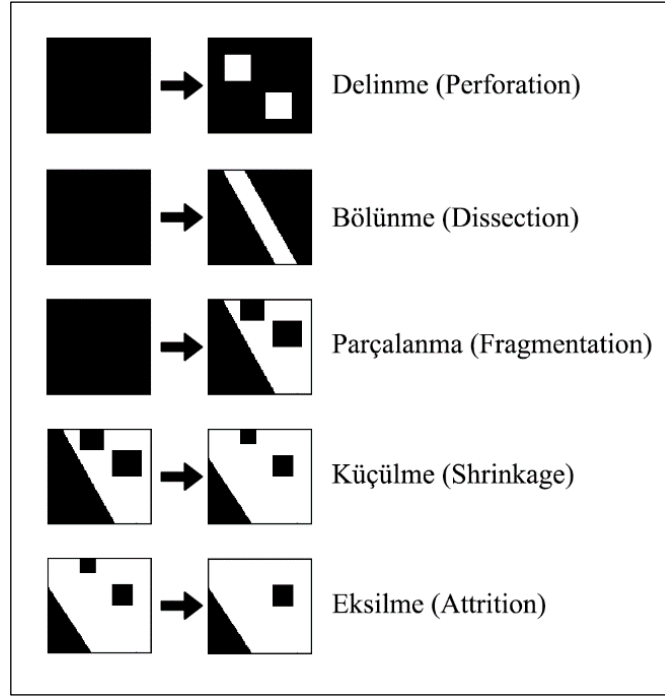 Delinme (Perforation)
Bölünme (Dissection)
Parçalanma (Fragmentation)
Küçülme (Shrinkage)
Eksilme (Attrition)